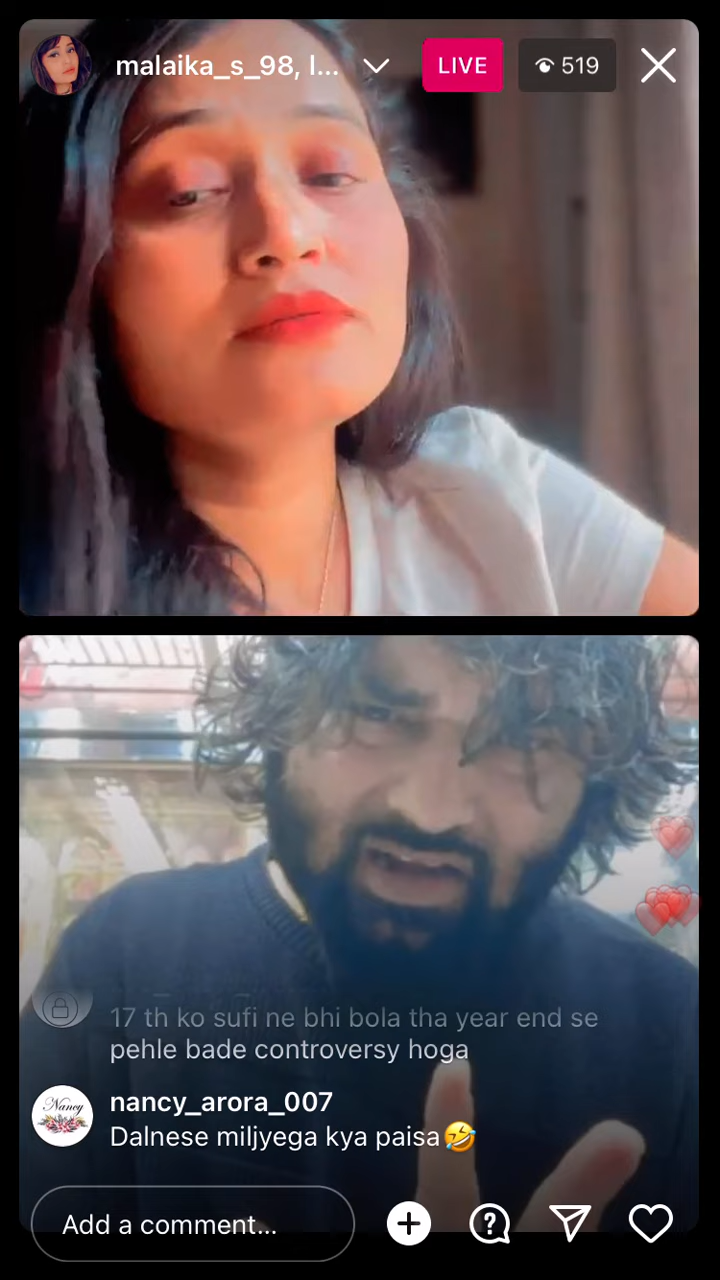 malaika_s_98, l...
LIVE
519
17 th ko sufi ne bhi bola tha year end se
pehle bade controversy hoga
Nancy
nancy_arora_007
Dalnese miljyega kya paisa🤣
Add a comment...